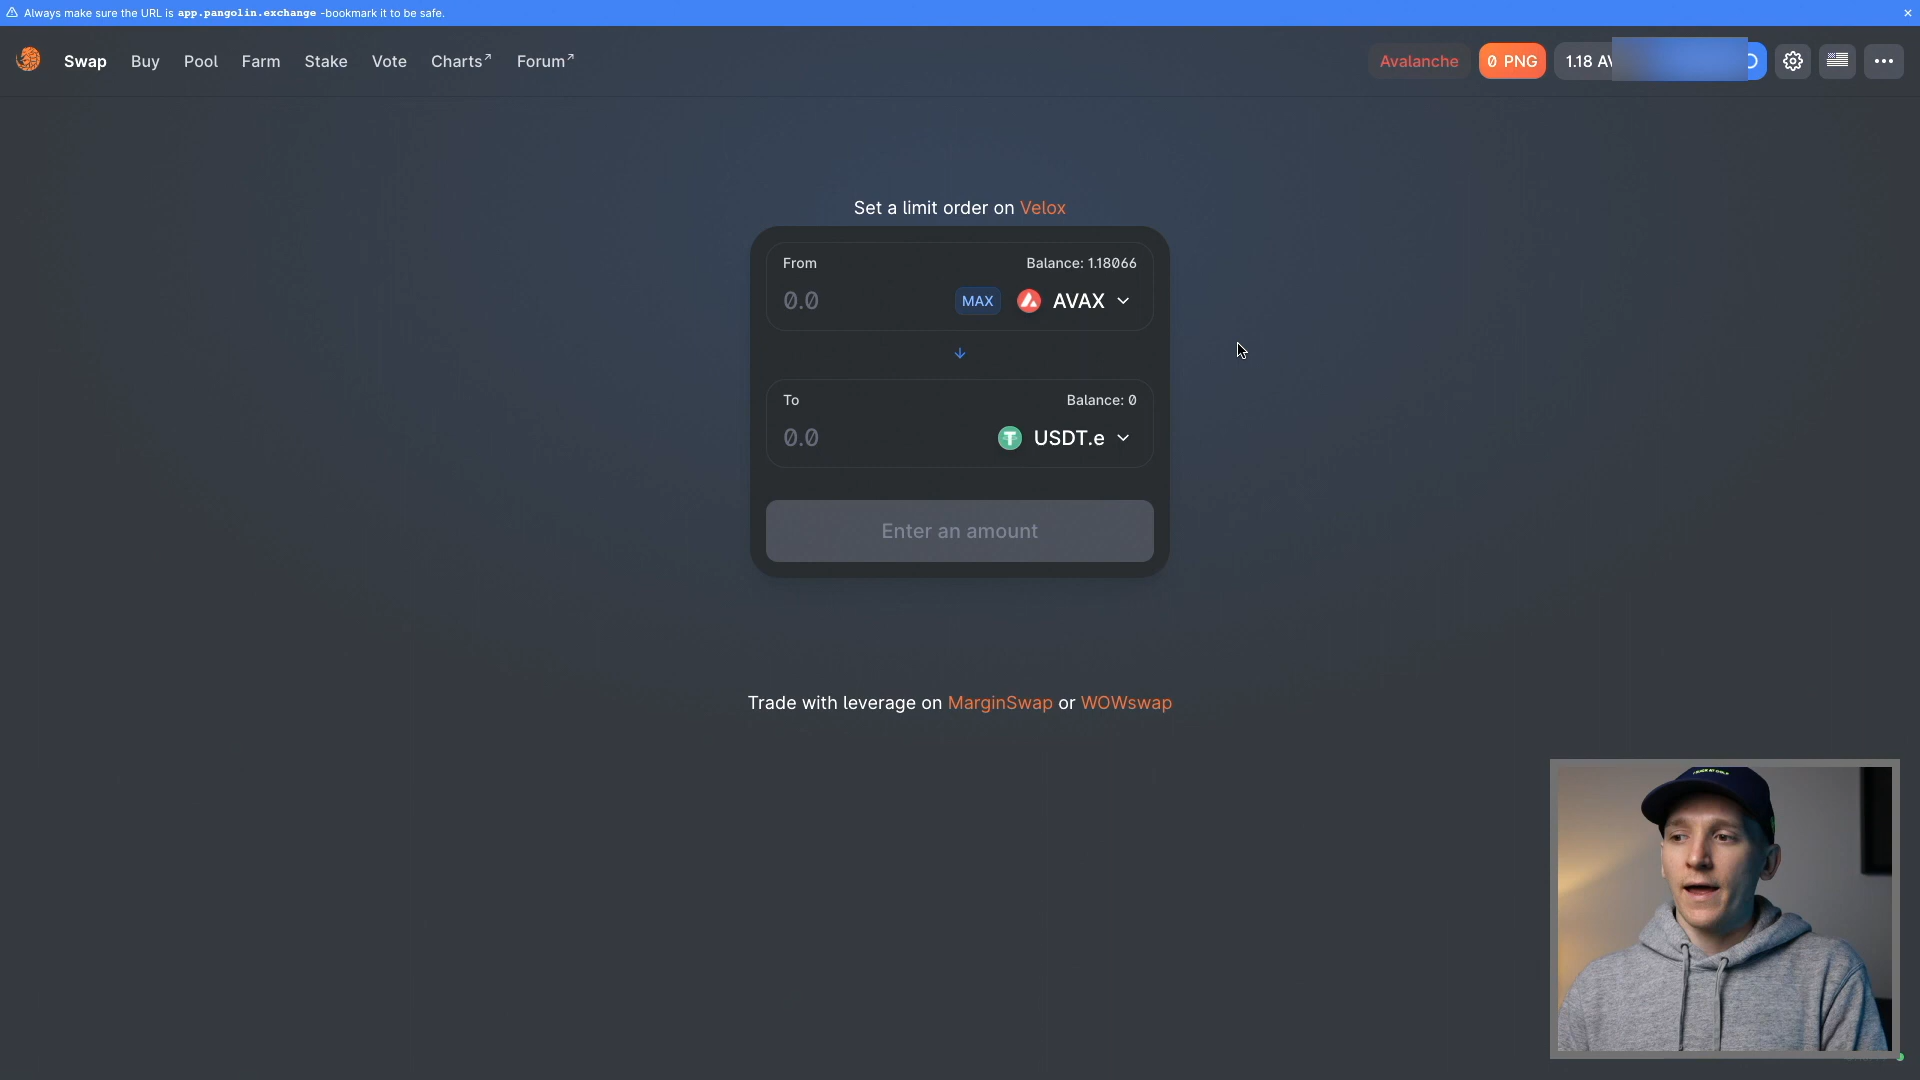 Always make sure the URL is app.pangolin.exchange -bookmark it to be safe.
Swap Buy Pool Farm Stake Vote Charts↗ Forum↗ Avalanche 0 PNG 1.18
Set a limit order on Velox
From Balance: 1.18066
0.0 MAX AVAX
To Balance: 0
0.0 USDT.e
Enter an amount
Trade with leverage on MarginSwap or WOWswap